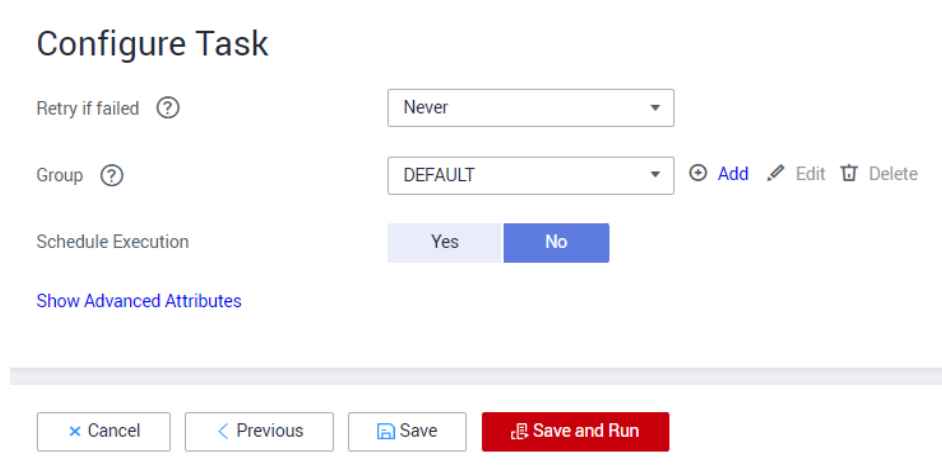 Configure Task
Retry if failed ? Never
Group ? DEFAULT Add Edit Delete
Schedule Execution Yes No
Show Advanced Attributes
Cancel Previous Save Save and Run